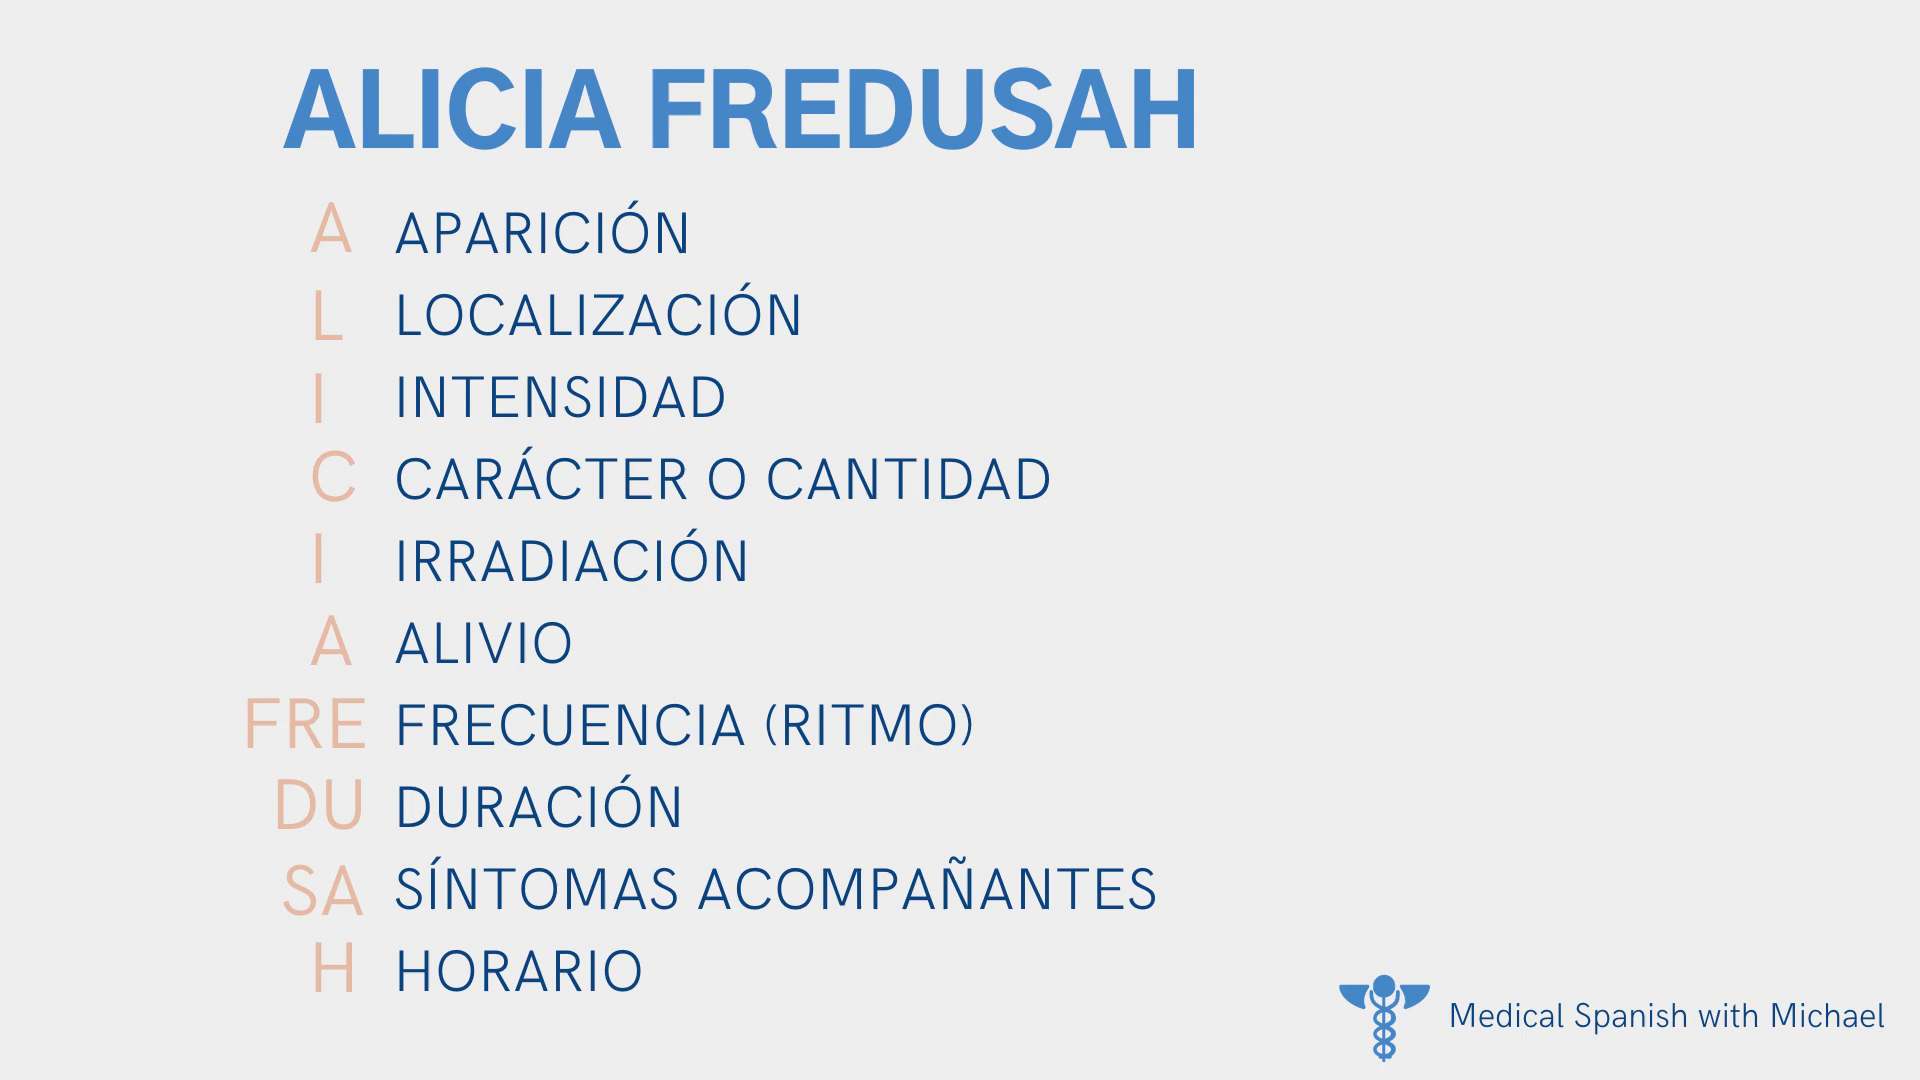 ALICIA FREDUSAH
A APARICIÓN
L LOCALIZACIÓN
I INTENSIDAD
C CARÁCTER O CANTIDAD
I IRRADIACIÓN
A ALIVIO
FRE FRECUENCIA (RITMO)
DU DURACIÓN
SA SÍNTOMAS ACOMPAÑANTES
H HORARIO
Medical Spanish with Michael